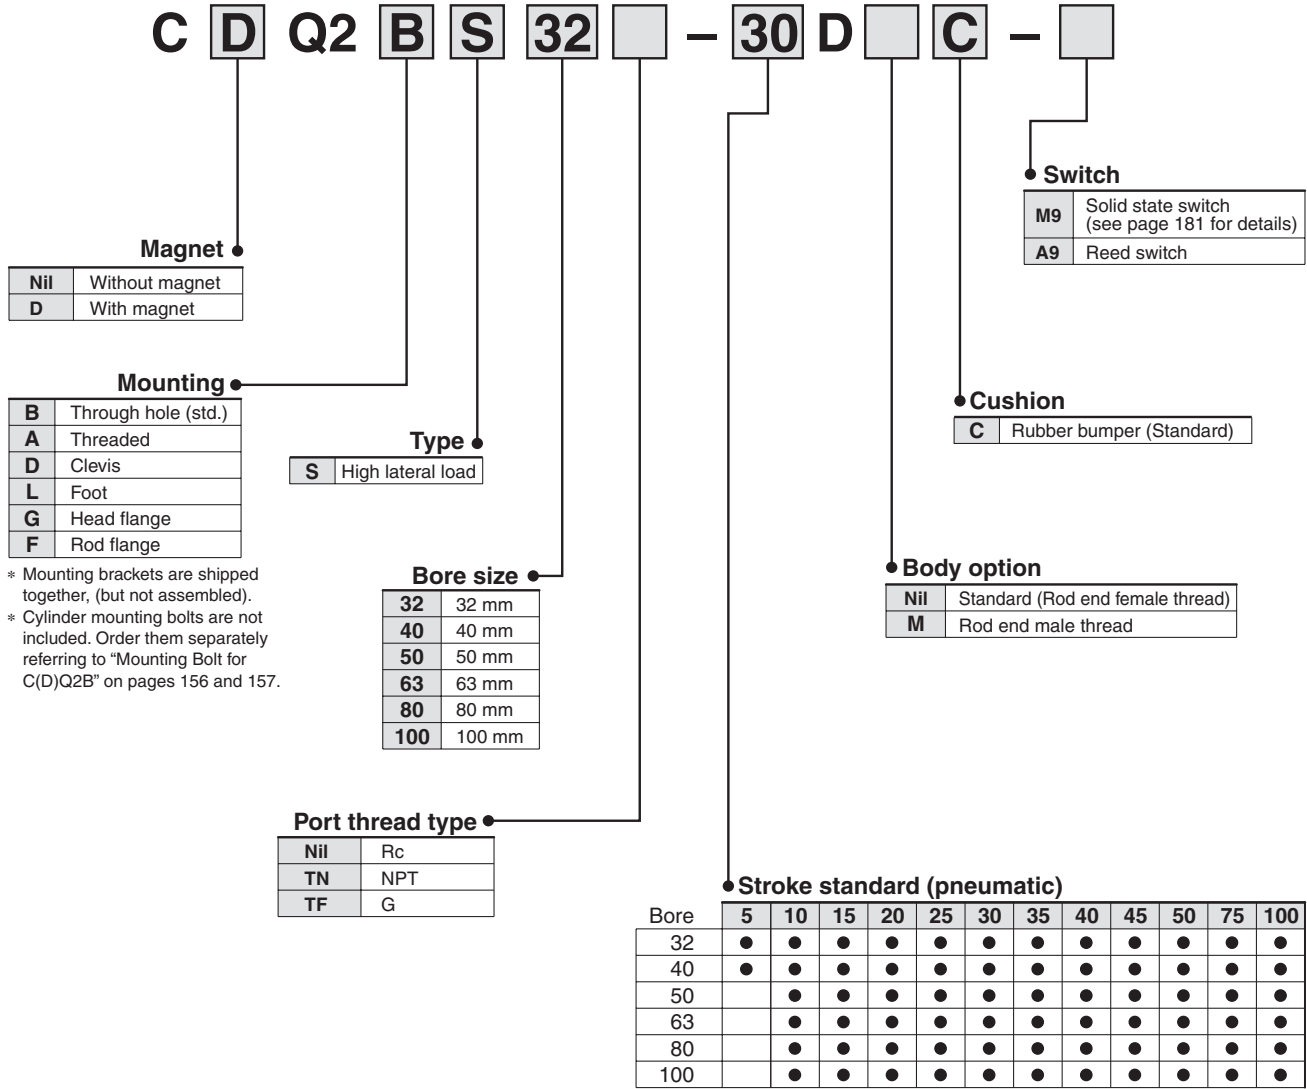 C D Q2 B S 32 – 30 D C –
Switch
M9 Solid state switch
(see page 181 for details)
A9 Reed switch
Magnet
Nil Without magnet
D With magnet
Mounting
B Through hole (std.)
A Threaded
D Clevis
L Foot
G Head flange
F Rod flange
* Mounting brackets are shipped
together, (but not assembled).
* Cylinder mounting bolts are not
included. Order them separately
referring to “Mounting Bolt for
C(D)Q2B” on pages 156 and 157.
Type
S High lateral load
Cushion
C Rubber bumper (Standard)
Bore size
32 32 mm
40 40 mm
50 50 mm
63 63 mm
80 80 mm
100 100 mm
Body option
Nil Standard (Rod end female thread)
M Rod end male thread
Port thread type
Nil Rc
TN NPT
TF G
Stroke standard (pneumatic)
Bore 5 10 15 20 25 30 35 40 45 50 75 100
32 ● ● ● ● ● ● ● ● ● ● ● ●
40 ● ● ● ● ● ● ● ● ● ● ● ●
50 ● ● ● ● ● ● ● ● ● ● ●
63 ● ● ● ● ● ● ● ● ● ● ●
80 ● ● ● ● ● ● ● ● ● ● ●
100 ● ● ● ● ● ● ● ● ● ● ●